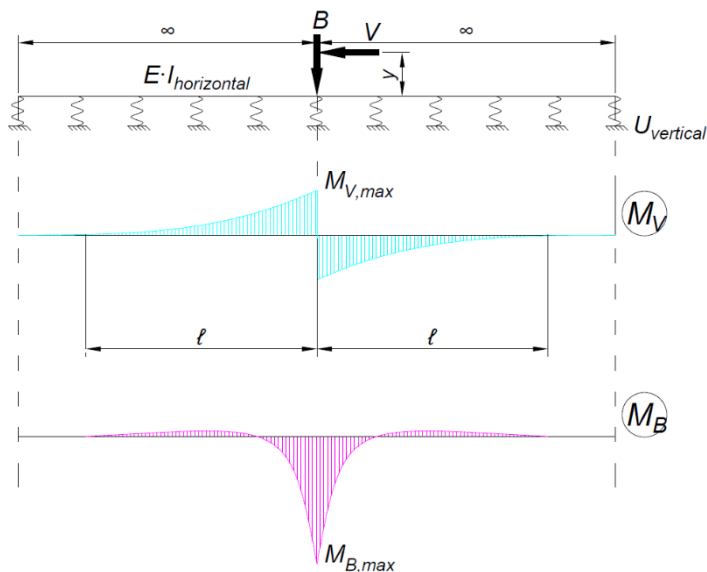 B
∞ V ∞
y
E·I_horizontal
U_vertical
M_V,max
M_V
ℓ ℓ
M_B
M_B,max